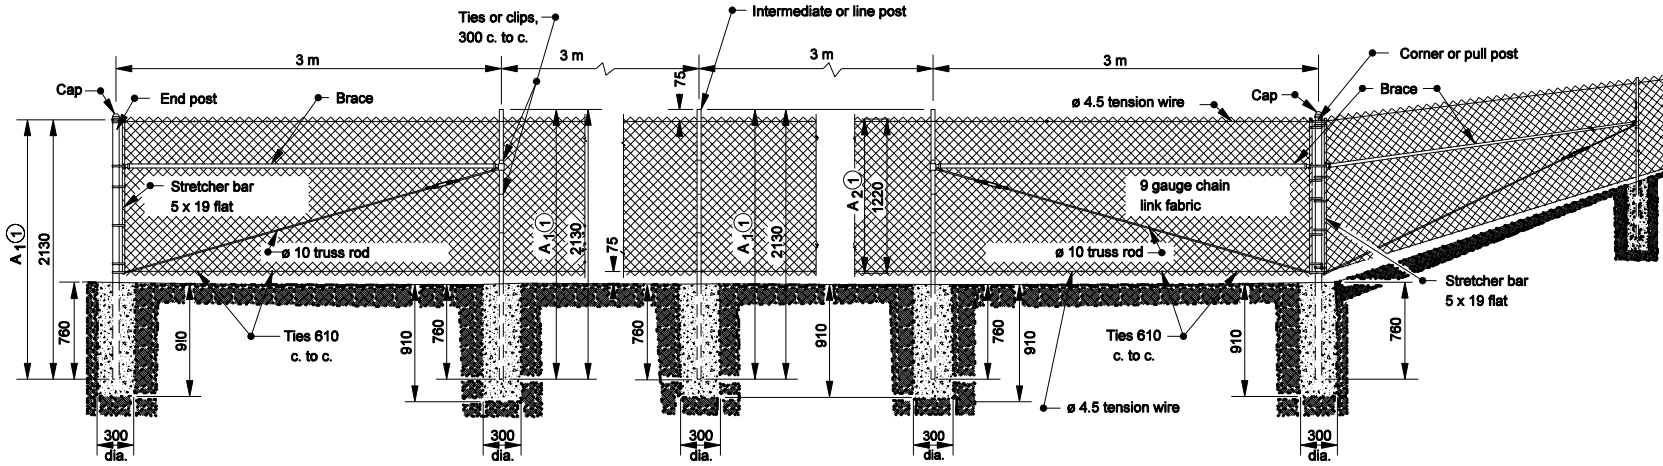 Ties or clips,
300 c. to c.
Intermediate or line post
3 m
3 m
3 m
3 m
Corner or pull post
Cap
End post
Brace
75
ø 4.5 tension wire
Cap
Brace
Stretcher bar
5 x 19 flat
9 gauge chain
link fabric
A 1 1
2130
A 1 1
2130
A 1 1
2130
A 2 1
1220
ø 10 truss rod
75
ø 10 truss rod
Stretcher bar
5 x 19 flat
760
910
Ties 610
c. to c.
910
760
760
910
760
910
Ties 610
c. to c.
910
760
ø 4.5 tension wire
300
dia.
300
dia.
300
dia.
300
dia.
300
dia.